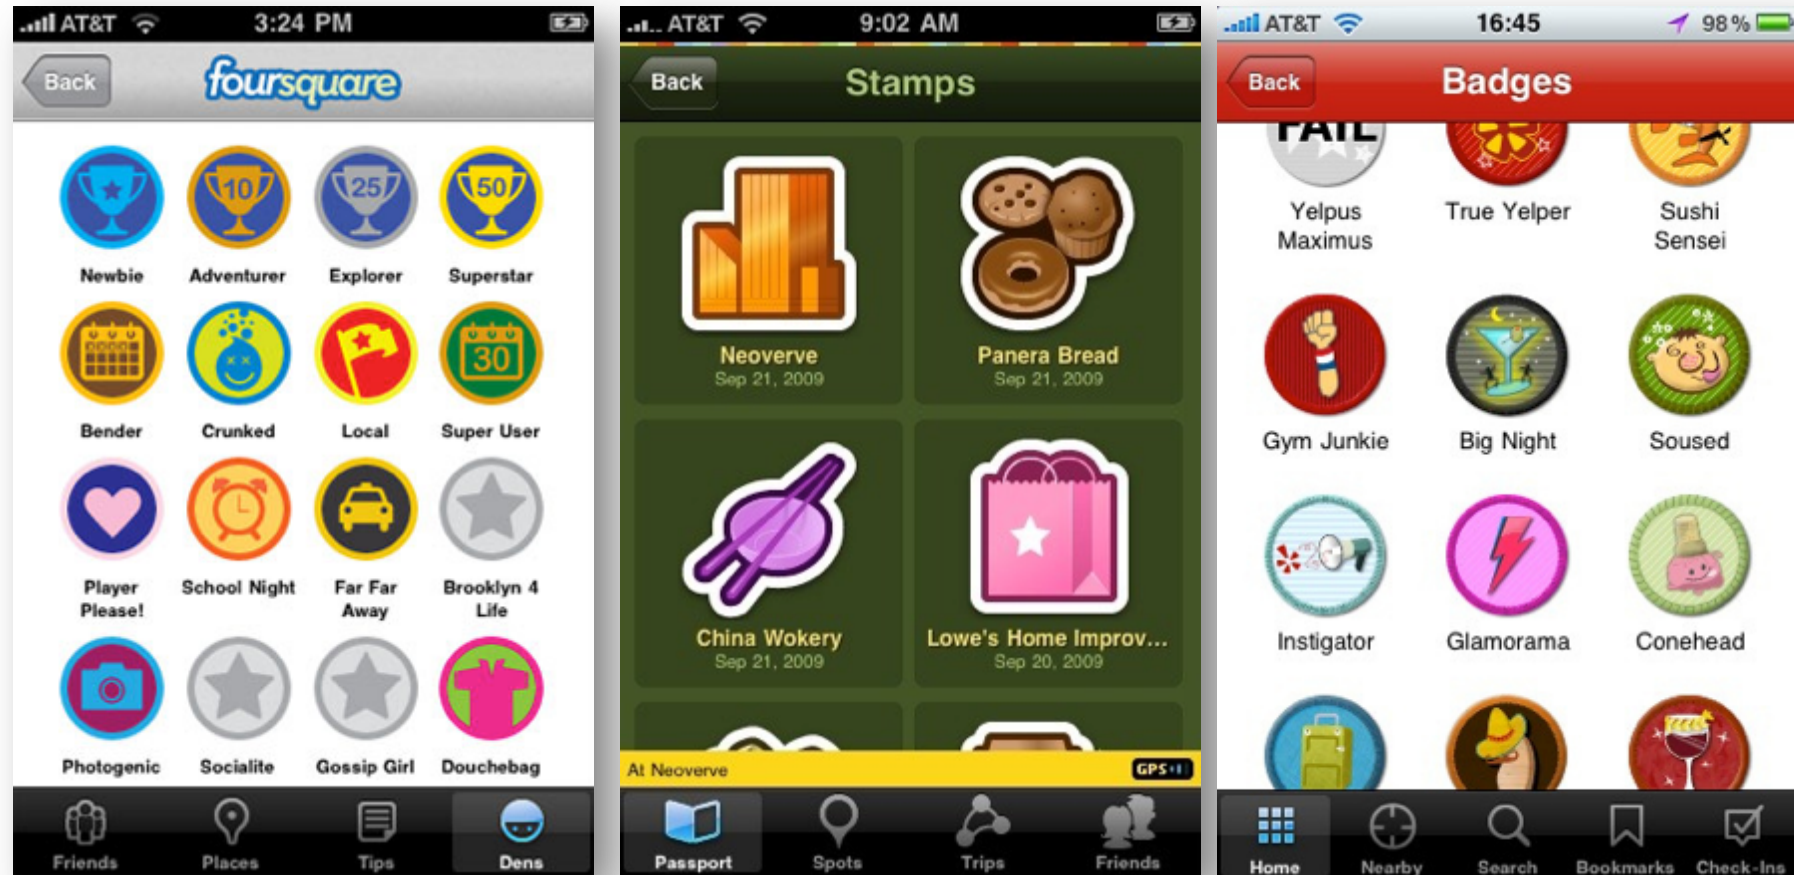 AT&T 3:24 PM
Back foursquare
10 25 50
Newbie Adventurer Explorer Superstar
30
Bender Crunked Local Super User
Player Please! School Night Far Far Away Brooklyn 4 Life
Photogenic Socialite Gossip Girl Douchebag
Friends Places Tips Dens
AT&T 9:02 AM
Back Stamps
Neoverve Panera Bread
Sep 21, 2009 Sep 21, 2009
China Wokery Lowe's Home Improv...
Sep 21, 2009 Sep 20, 2009
At Neoverve GPS
Passport Spots Trips Friends
AT&T 16:45 98%
Back Badges
FAIL
Yelpus Maximus True Yelper Sushi Sensei
Gym Junkie Big Night Soused
Instigator Glamorama Conehead
Home Nearby Search Bookmarks Check-Ins